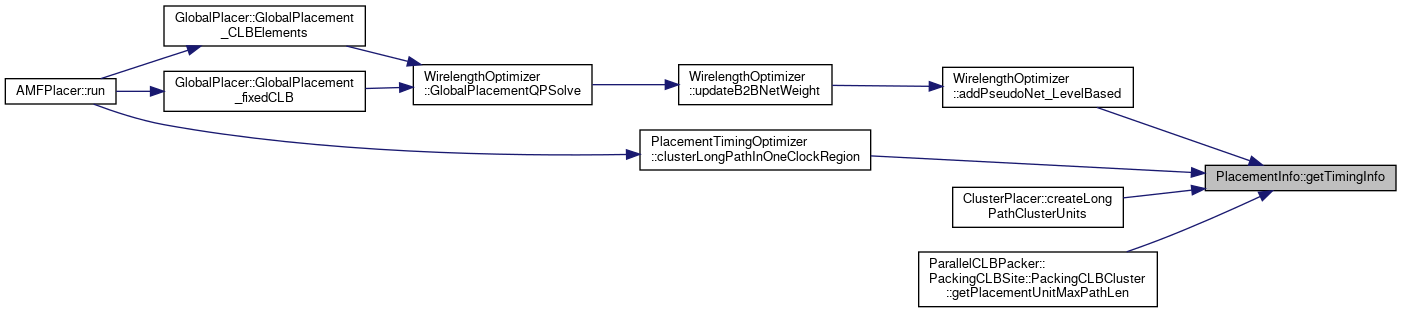 GlobalPlacer::GlobalPlacement
_CLBElements
AMFPlacer::run
GlobalPlacer::GlobalPlacement
_fixedCLB
WirelengthOptimizer
::GlobalPlacementQPSolve
WirelengthOptimizer
::updateB2BNetWeight
WirelengthOptimizer
::addPseudoNet_LevelBased
PlacementTimingOptimizer
::clusterLongPathInOneClockRegion
PlacementInfo::getTimingInfo
ClusterPlacer::createLong
PathClusterUnits
ParallelCLBPacker::
PackingCLBSite::PackingCLBCluster
::getPlacementUnitMaxPathLen